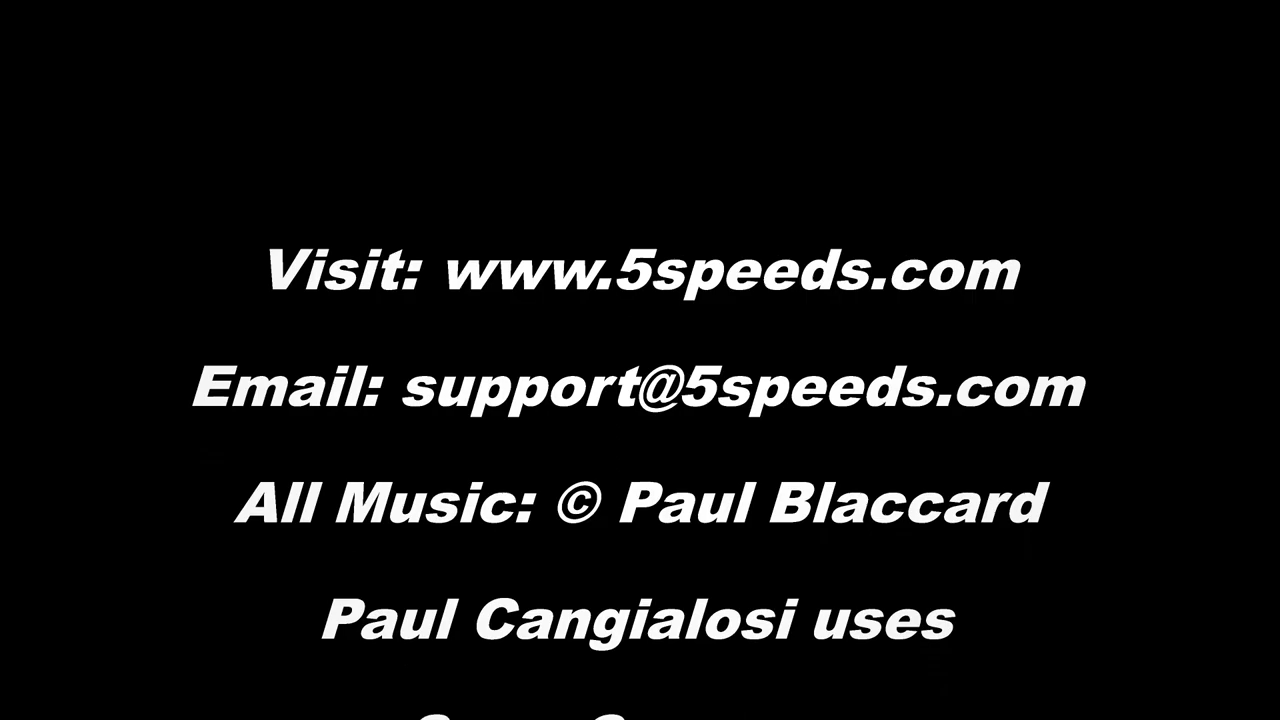 Visit: www.5speeds.com
Email: support@5speeds.com
All Music: © Paul Blaccard
Paul Cangialosi uses